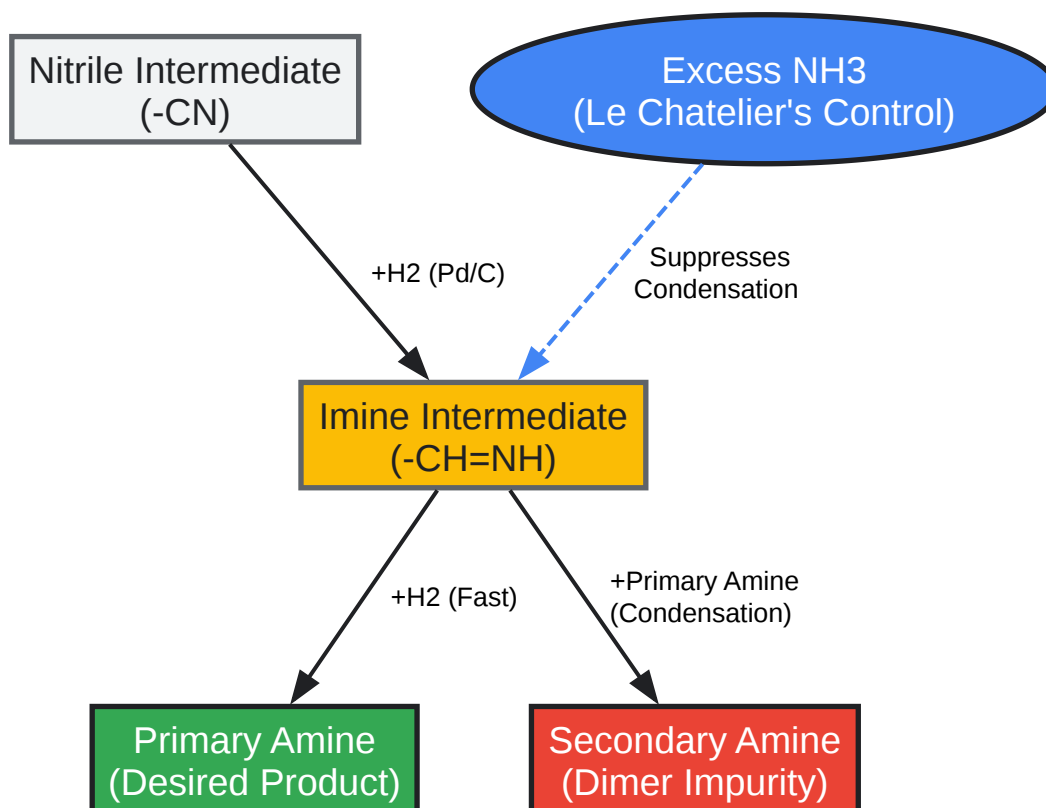 Nitrile Intermediate
(-CN)
Excess NH3
(Le Chatelier's Control)
+H2 (Pd/C)
Suppresses
Condensation
Imine Intermediate
(-CH=NH)
+H2 (Fast)
+Primary Amine
(Condensation)
Primary Amine
(Desired Product)
Secondary Amine
(Dimer Impurity)